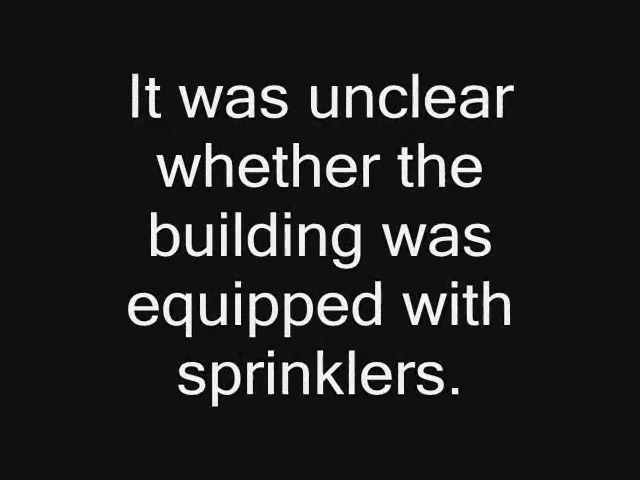 It was unclear
whether the
building was
equipped with
sprinklers.